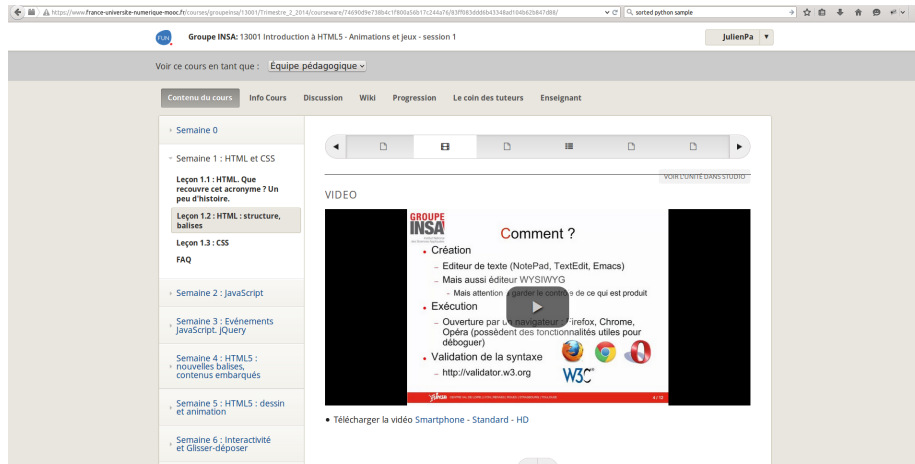 https://www.france-universite-numerique-mooc.fr/courses/groupeinsa/13001/Trimestre_2_2014/courseware/74690d9e738b4c1f800a56b17c244a76/83ff083ddd6b43348ad104b62b847d88/
sorted python sample
FUN
Groupe INSA: 13001 Introduction à HTML5 - Animations et jeux - session 1
JulienPa
Voir ce cours en tant que : Équipe pédagogique
Contenu du cours Info Cours Discussion Wiki Progression Le coin des tuteurs Enseignant
Semaine 0
Semaine 1 : HTML et CSS
Leçon 1.1 : HTML. Que
recouvre cet acronyme ? Un
peu d'histoire.
Leçon 1.2 : HTML : structure,
balises
Leçon 1.3 : CSS
FAQ
Semaine 2 : JavaScript
Semaine 3 : Evénements
JavaScript. jQuery
Semaine 4 : HTML5 :
nouvelles balises,
contenus embarqués
Semaine 5 : HTML5 : dessin
et animation
Semaine 6 : Interactivité
et Glisser-déposer
VOIR L'UNITÉ DANS STUDIO
VIDEO
GROUPE
INSA
Comment ?
• Création
– Editeur de texte (NotePad, TextEdit, Emacs)
– Mais aussi éditeur WYSIWYG
– Mais attention à garder le contrôle de ce qui est produit
• Exécution
– Ouverture par un navigateur : Firefox, Chrome,
Opéra (possèdent des fonctionnalités utiles pour
déboguer)
• Validation de la syntaxe
– http://validator.w3.org
W3C
4 / 12
• Télécharger la vidéo Smartphone - Standard - HD